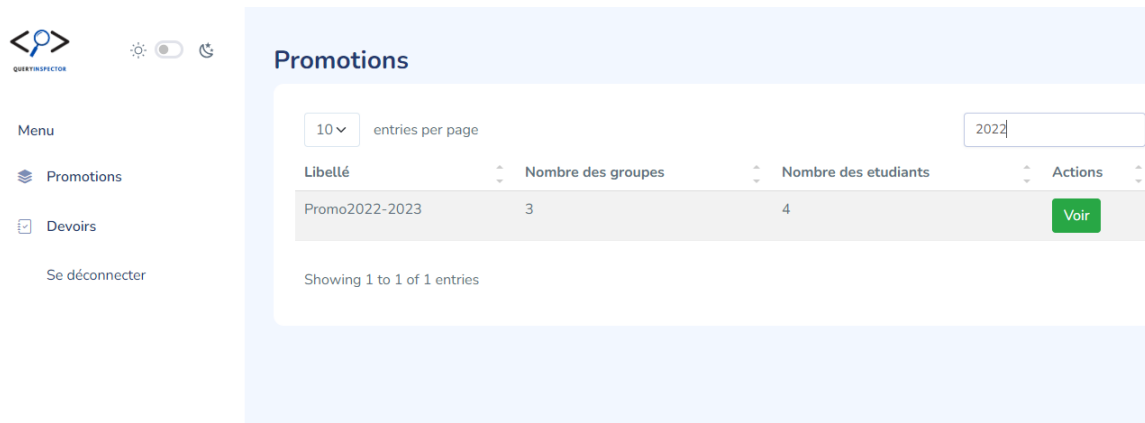 QUERYINSPECTOR
Menu
Promotions
Devoirs
Se déconnecter
Promotions
10 entries per page 2022
Libellé Nombre des groupes Nombre des etudiants Actions
Promo2022-2023 3 4 Voir
Showing 1 to 1 of 1 entries